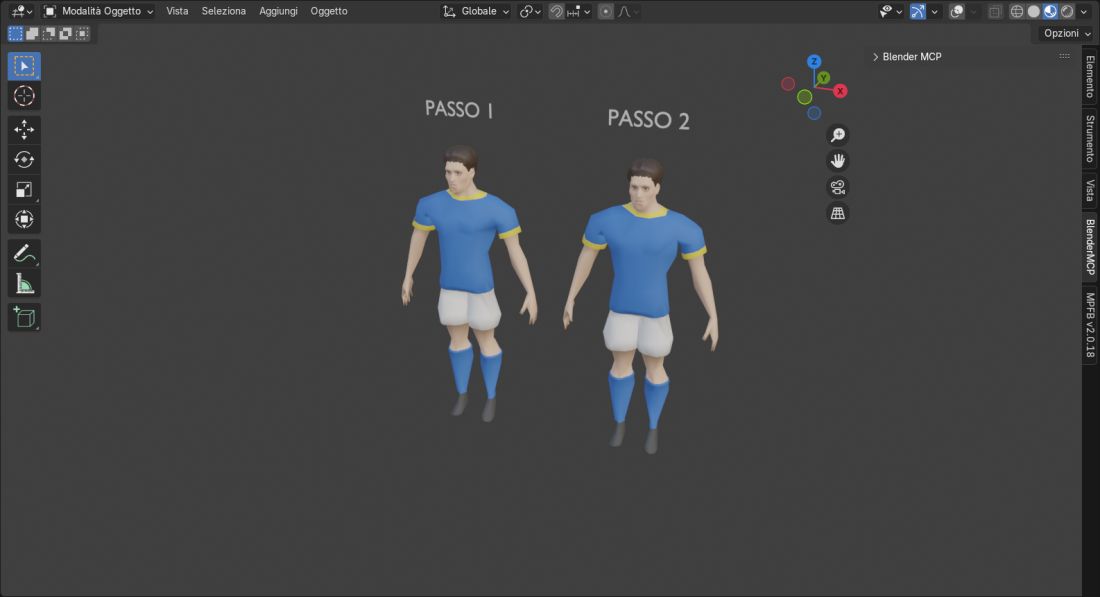 Modalità Oggetto Vista Seleziona Aggiungi Oggetto Globale
Opzioni
Blender MCP
Z
Y
X
PASSO 1
PASSO 2
Elemento
Strumento
Vista
BlenderMCP
MPFB v2.0.18